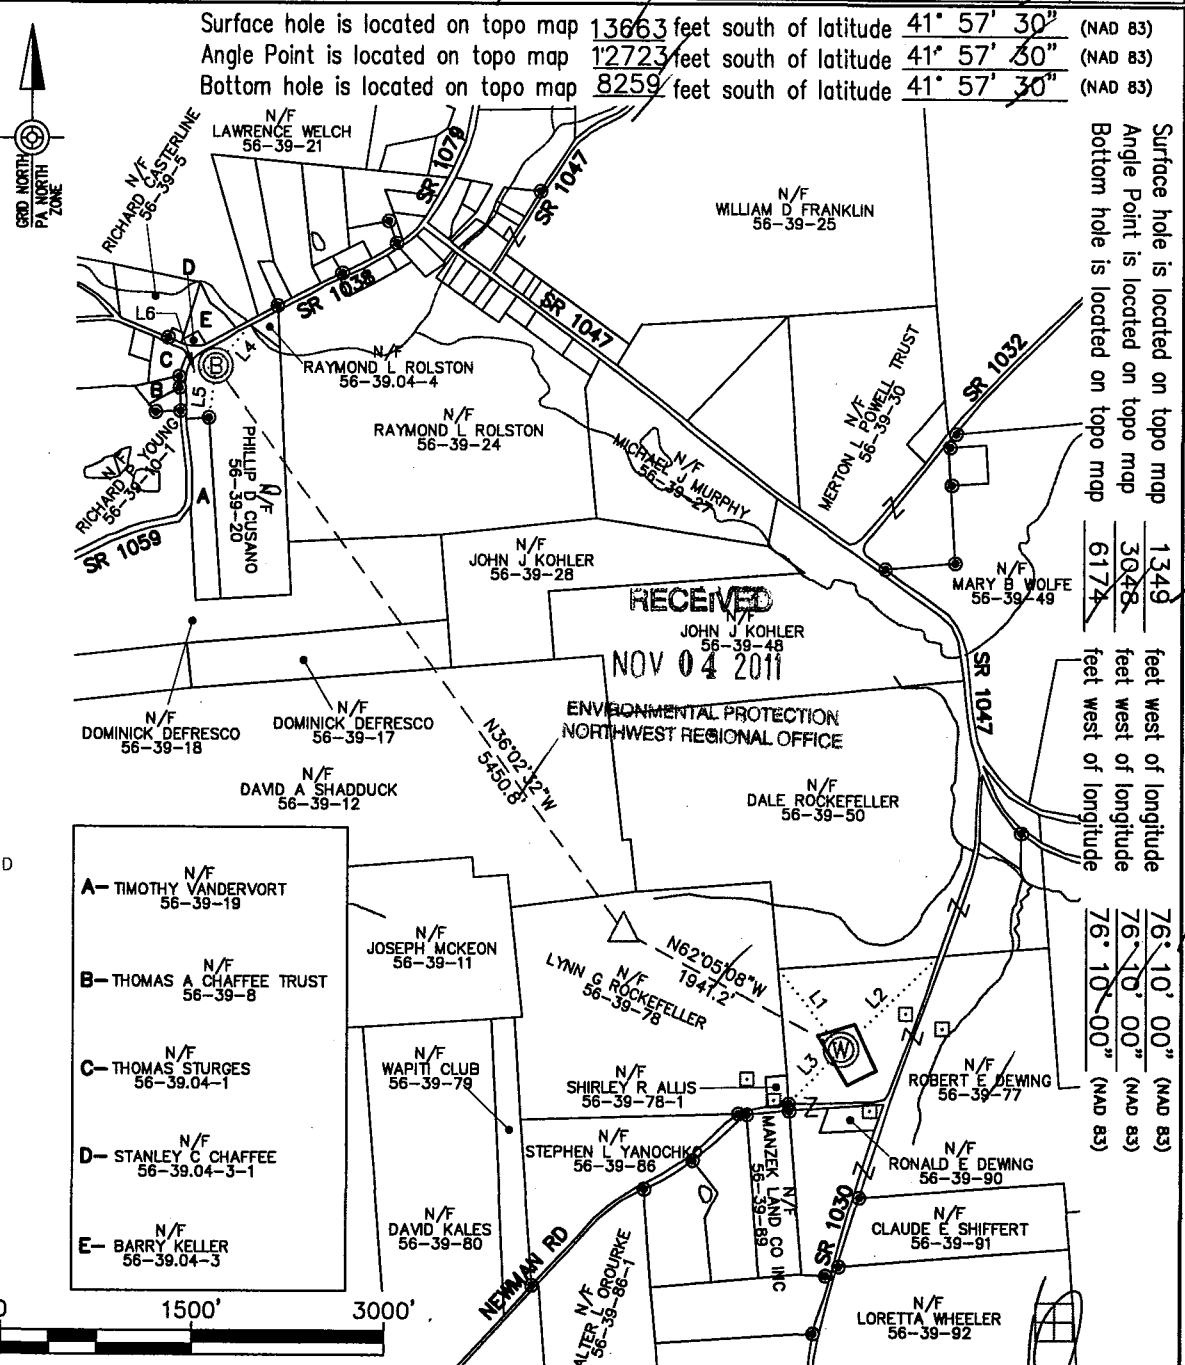 Surface hole is located on topo map 13663 feet south of latitude 41° 57' 30" (NAD 83)
Angle Point is located on topo map 12723 feet south of latitude 41° 57' 30" (NAD 83)
Bottom hole is located on topo map 8259 feet south of latitude 41° 57' 30" (NAD 83)
Surface hole is located on topo map 1349 feet west of longitude 76° 10' 00" (NAD 83)
Angle Point is located on topo map 3048 feet west of longitude 76° 10' 00" (NAD 83)
Bottom hole is located on topo map 6174 feet west of longitude 76° 10' 00" (NAD 83)
GRID NORTH
PA NORTH
ZONE
N/F
LAWRENCE WELCH
56-39-21
N/F
RICHARD CASTERLINE
56-39-5
SR 1079
SR 1047
N/F
WILLIAM D FRANKLIN
56-39-25
D
L6
E
SR 1038
SR 1047
C
B
L4
B
L5
N/F
RAYMOND L ROLSTON
56-39.04-4
N/F
RAYMOND L ROLSTON
56-39-24
N/F
MERTON L POWELL TRUST
56-39-30
SR 1032
N/F
RICHARD P YOUNG
56-39-10-1
A
N/F
PHILLIP D CUSANO
56-39-20
N/F
MICHAEL J MURPHY
56-39-27
SR 1059
N/F
JOHN J KOHLER
56-39-28
N/F
MARY B WOLFE
56-39-49
RECEIVED
N/F
JOHN J KOHLER
56-39-48
NOV 04 2011
SR 1047
ENVIRONMENTAL PROTECTION
NORTHWEST REGIONAL OFFICE
N/F
DOMINICK DEFRESCO
56-39-18
N/F
DOMINICK DEFRESCO
56-39-17
N36°02'32"W
5450.8'
N/F
DAVID A SHADDUCK
56-39-12
N/F
DALE ROCKEFELLER
56-39-50
D
N/F
A- TIMOTHY VANDERVORT
56-39-19
N/F
B- THOMAS A CHAFFEE TRUST
56-39-8
N/F
C- THOMAS STURGES
56-39.04-1
N/F
D- STANLEY C CHAFFEE
56-39.04-3-1
N/F
E- BARRY KELLER
56-39.04-3
N/F
JOSEPH MCKEON
56-39-11
N62°05'08"W
1941.2'
N/F
LYNN G ROCKEFELLER
56-39-78
L1
L2
L3
W
N/F
WAPITI CLUB
56-39-79
N/F
SHIRLEY R ALLIS
56-39-78-1
N/F
ROBERT E DEWING
56-39-77
N/F
STEPHEN L YANOCHKO
56-39-86
N/F
MANZEK LAND CO INC
56-39-89
N/F
RONALD E DEWING
56-39-90
N/F
DAVID KALES
56-39-80
SR 1030
N/F
CLAUDE E SHIFFERT
56-39-91
NEWMAN RD
N/F
ALTER L OROURKE
56-39-86-1
N/F
LORETTA WHEELER
56-39-92
0 1500' 3000'